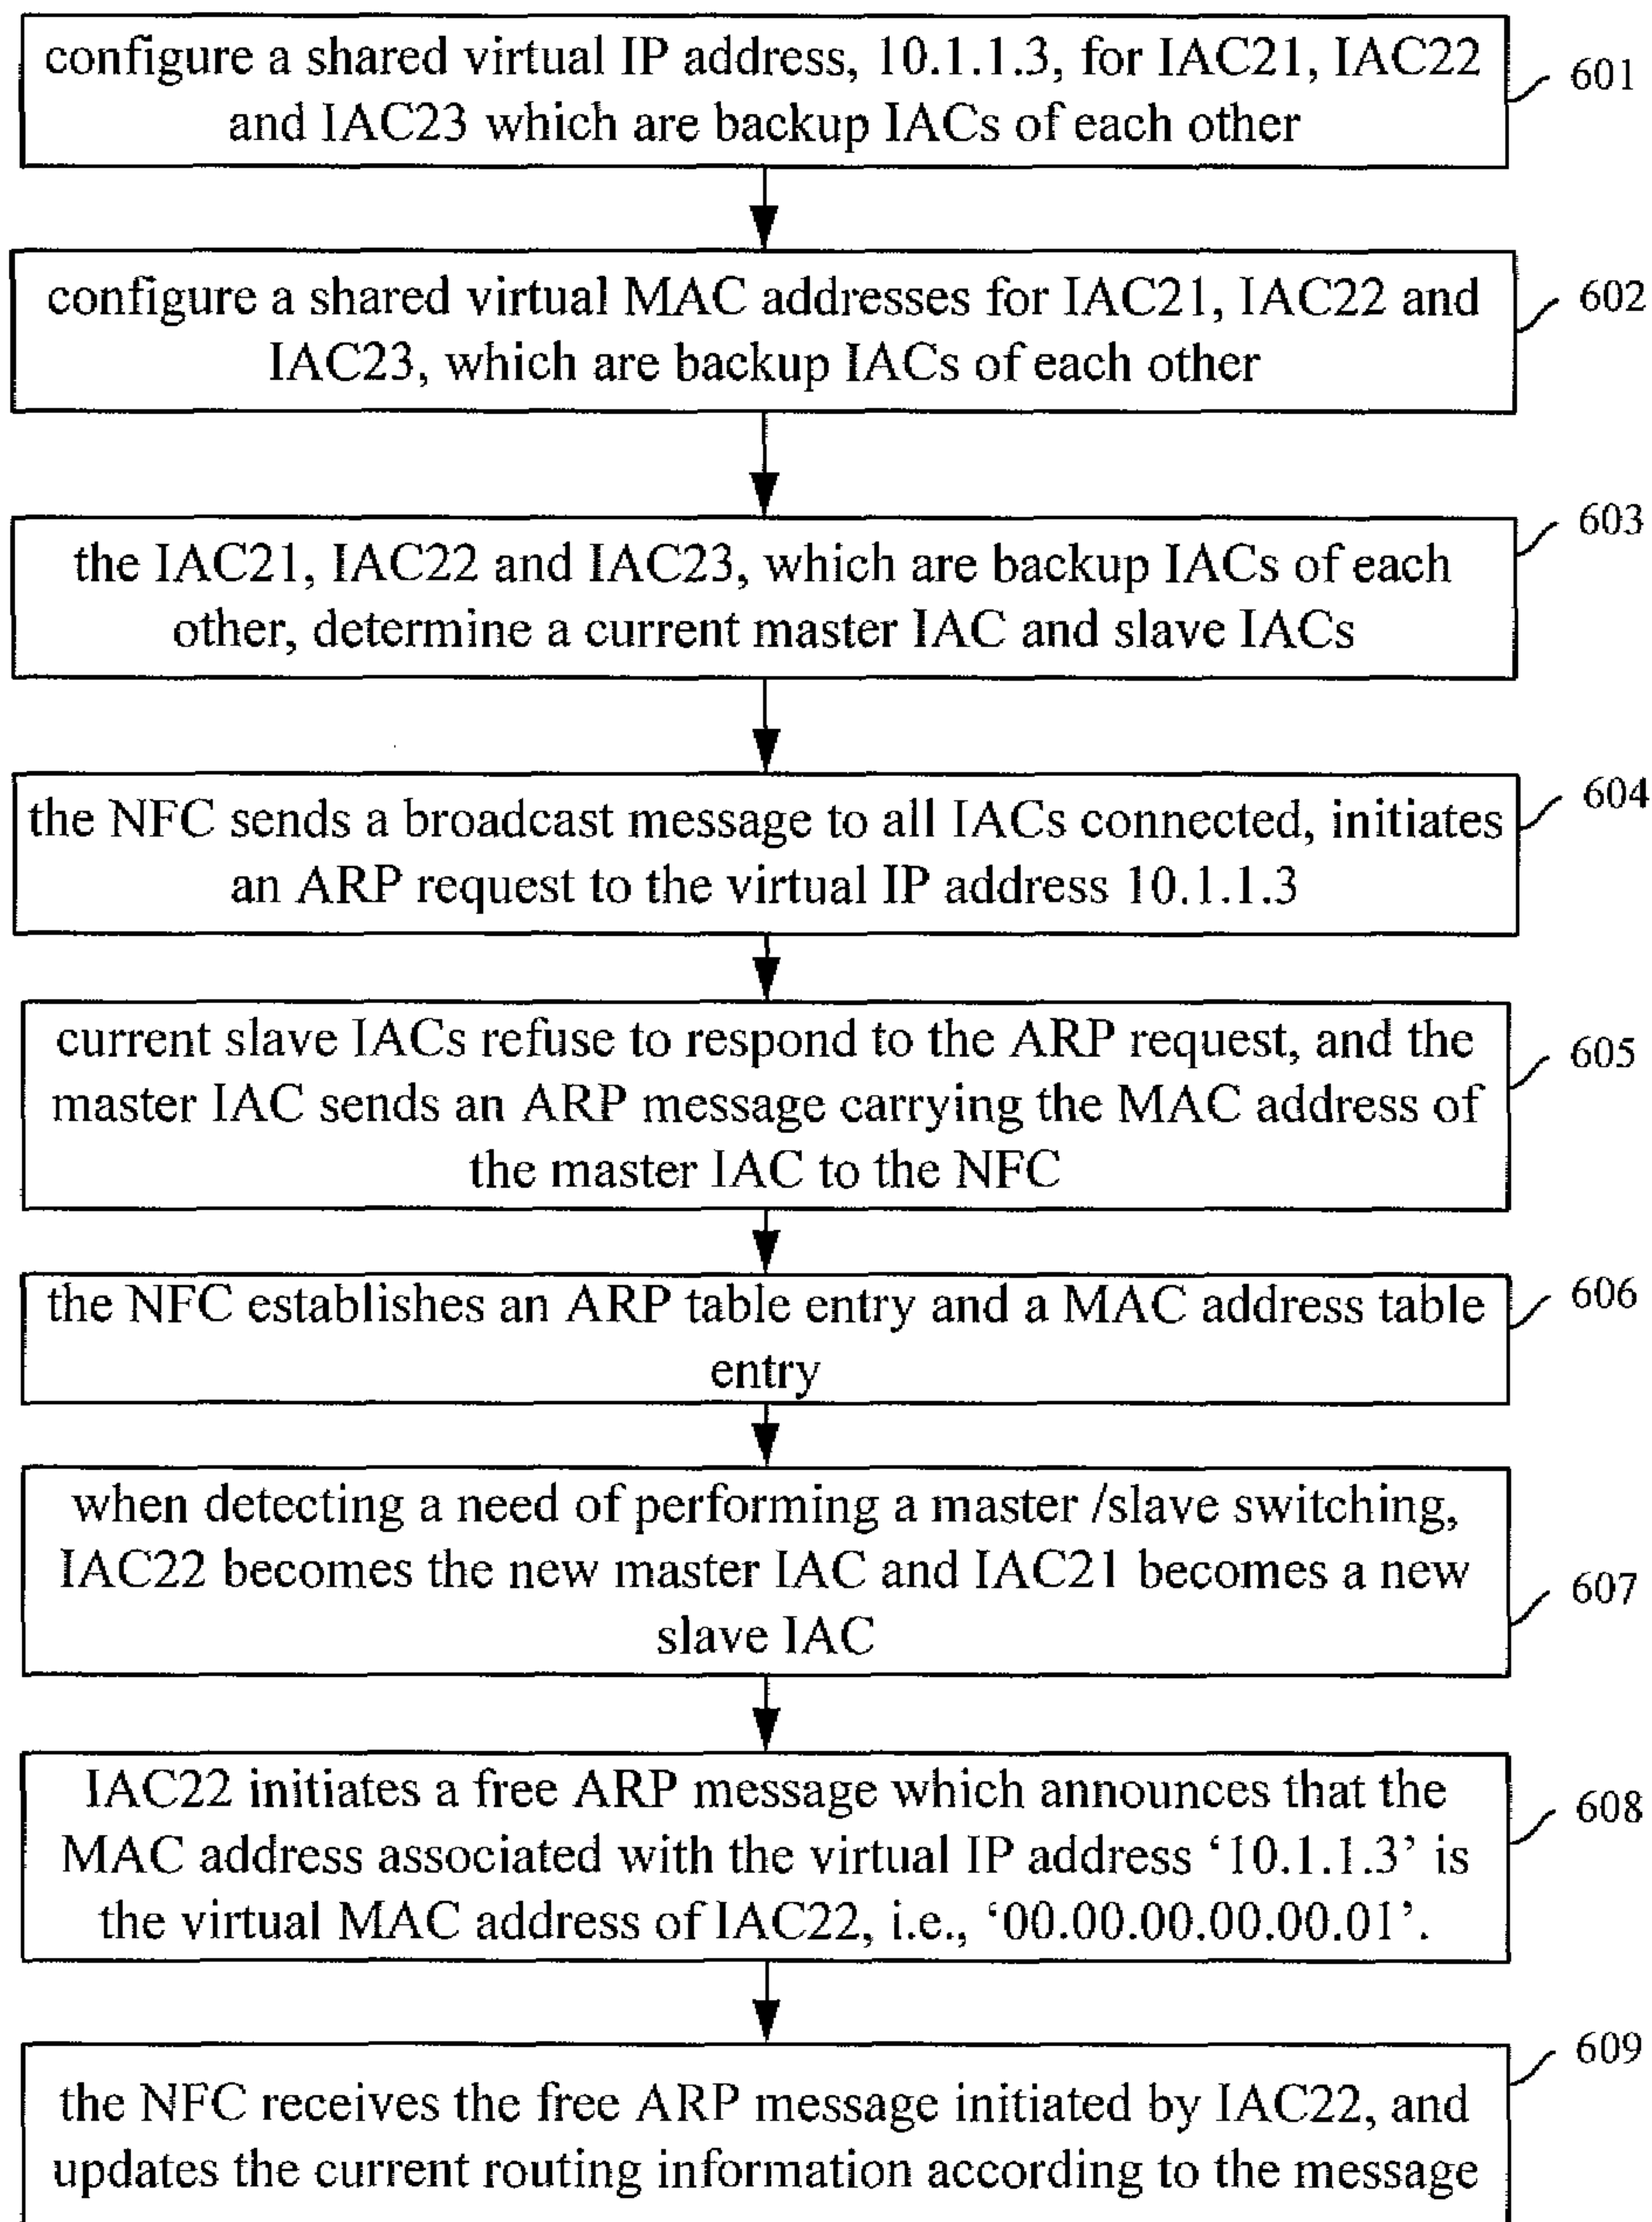 configure a shared virtual IP address, 10.1.1.3, for IAC21, IAC22
and IAC23 which are backup IACs of each other
601
configure a shared virtual MAC addresses for IAC21, IAC22 and
IAC23, which are backup IACs of each other
602
the IAC21, IAC22 and IAC23, which are backup IACs of each
other, determine a current master IAC and slave IACs
603
the NFC sends a broadcast message to all IACs connected, initiates
an ARP request to the virtual IP address 10.1.1.3
604
current slave IACs refuse to respond to the ARP request, and the
master IAC sends an ARP message carrying the MAC address of
the master IAC to the NFC
605
the NFC establishes an ARP table entry and a MAC address table
entry
606
when detecting a need of performing a master /slave switching,
IAC22 becomes the new master IAC and IAC21 becomes a new
slave IAC
607
IAC22 initiates a free ARP message which announces that the
MAC address associated with the virtual IP address ‘10.1.1.3’ is
the virtual MAC address of IAC22, i.e., ‘00.00.00.00.00.01’.
608
the NFC receives the free ARP message initiated by IAC22, and
updates the current routing information according to the message
609